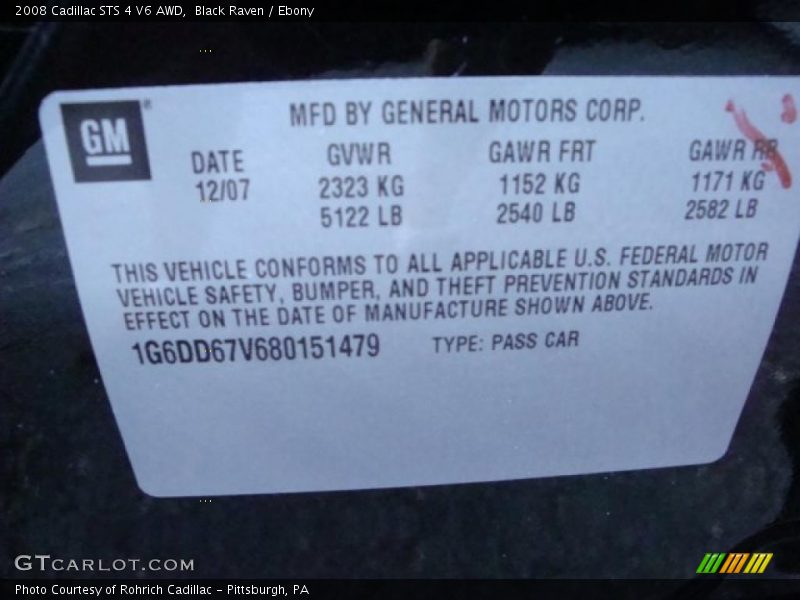 2008 Cadillac STS 4 V6 AWD, Black Raven / Ebony
GM®
MFD BY GENERAL MOTORS CORP.
DATE GVWR GAWR FRT GAWR RR
12/07 2323 KG 1152 KG 1171 KG
5122 LB 2540 LB 2582 LB
THIS VEHICLE CONFORMS TO ALL APPLICABLE U.S. FEDERAL MOTOR
VEHICLE SAFETY, BUMPER, AND THEFT PREVENTION STANDARDS IN
EFFECT ON THE DATE OF MANUFACTURE SHOWN ABOVE.
1G6DD67V680151479 TYPE: PASS CAR
GTCARLOT.COM
Photo Courtesy of Rohrich Cadillac - Pittsburgh, PA